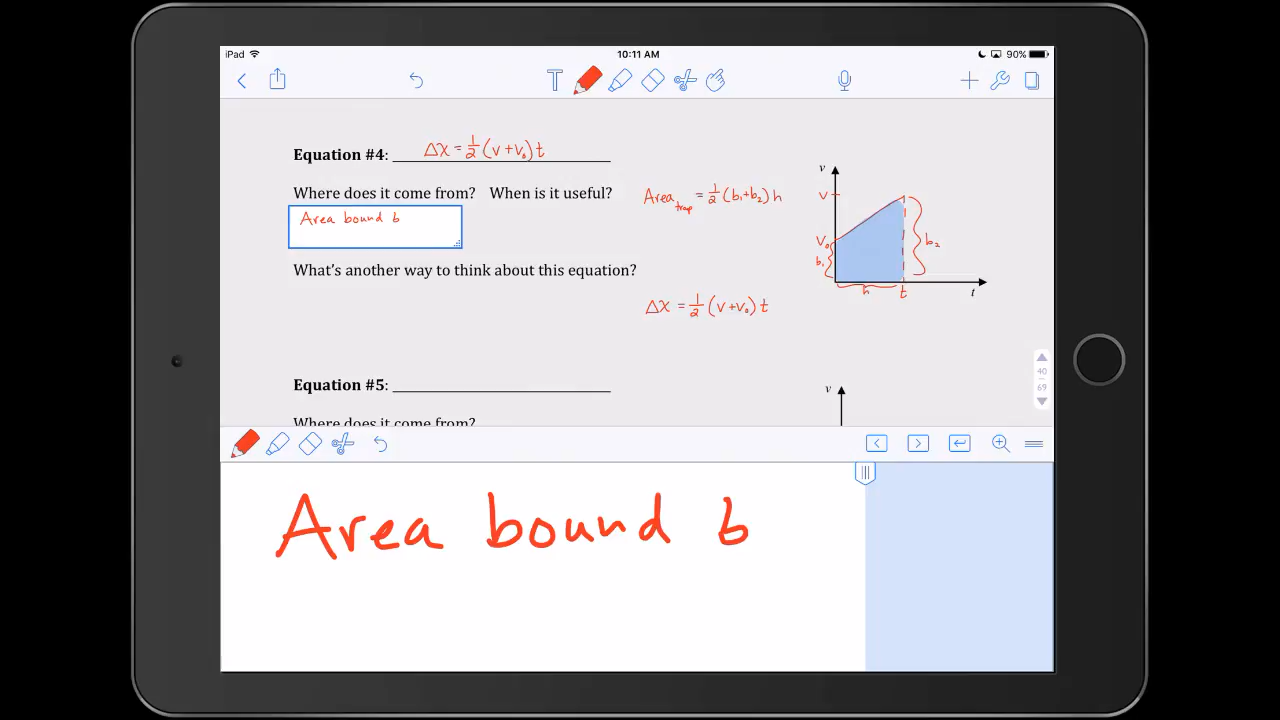 iPad 10:11 AM 90%
T
Equation #4: Δx = 1/2 (v+v₀) t
Where does it come from? When is it useful?
Area bound b
Area trap = 1/2 (b₁+b₂) h
v
v
v₀
b₁
b₂
h
t
t
What's another way to think about this equation?
Δx = 1/2 (v+v₀) t
40
69
Equation #5:
v
Where does it come from?
Area bound b